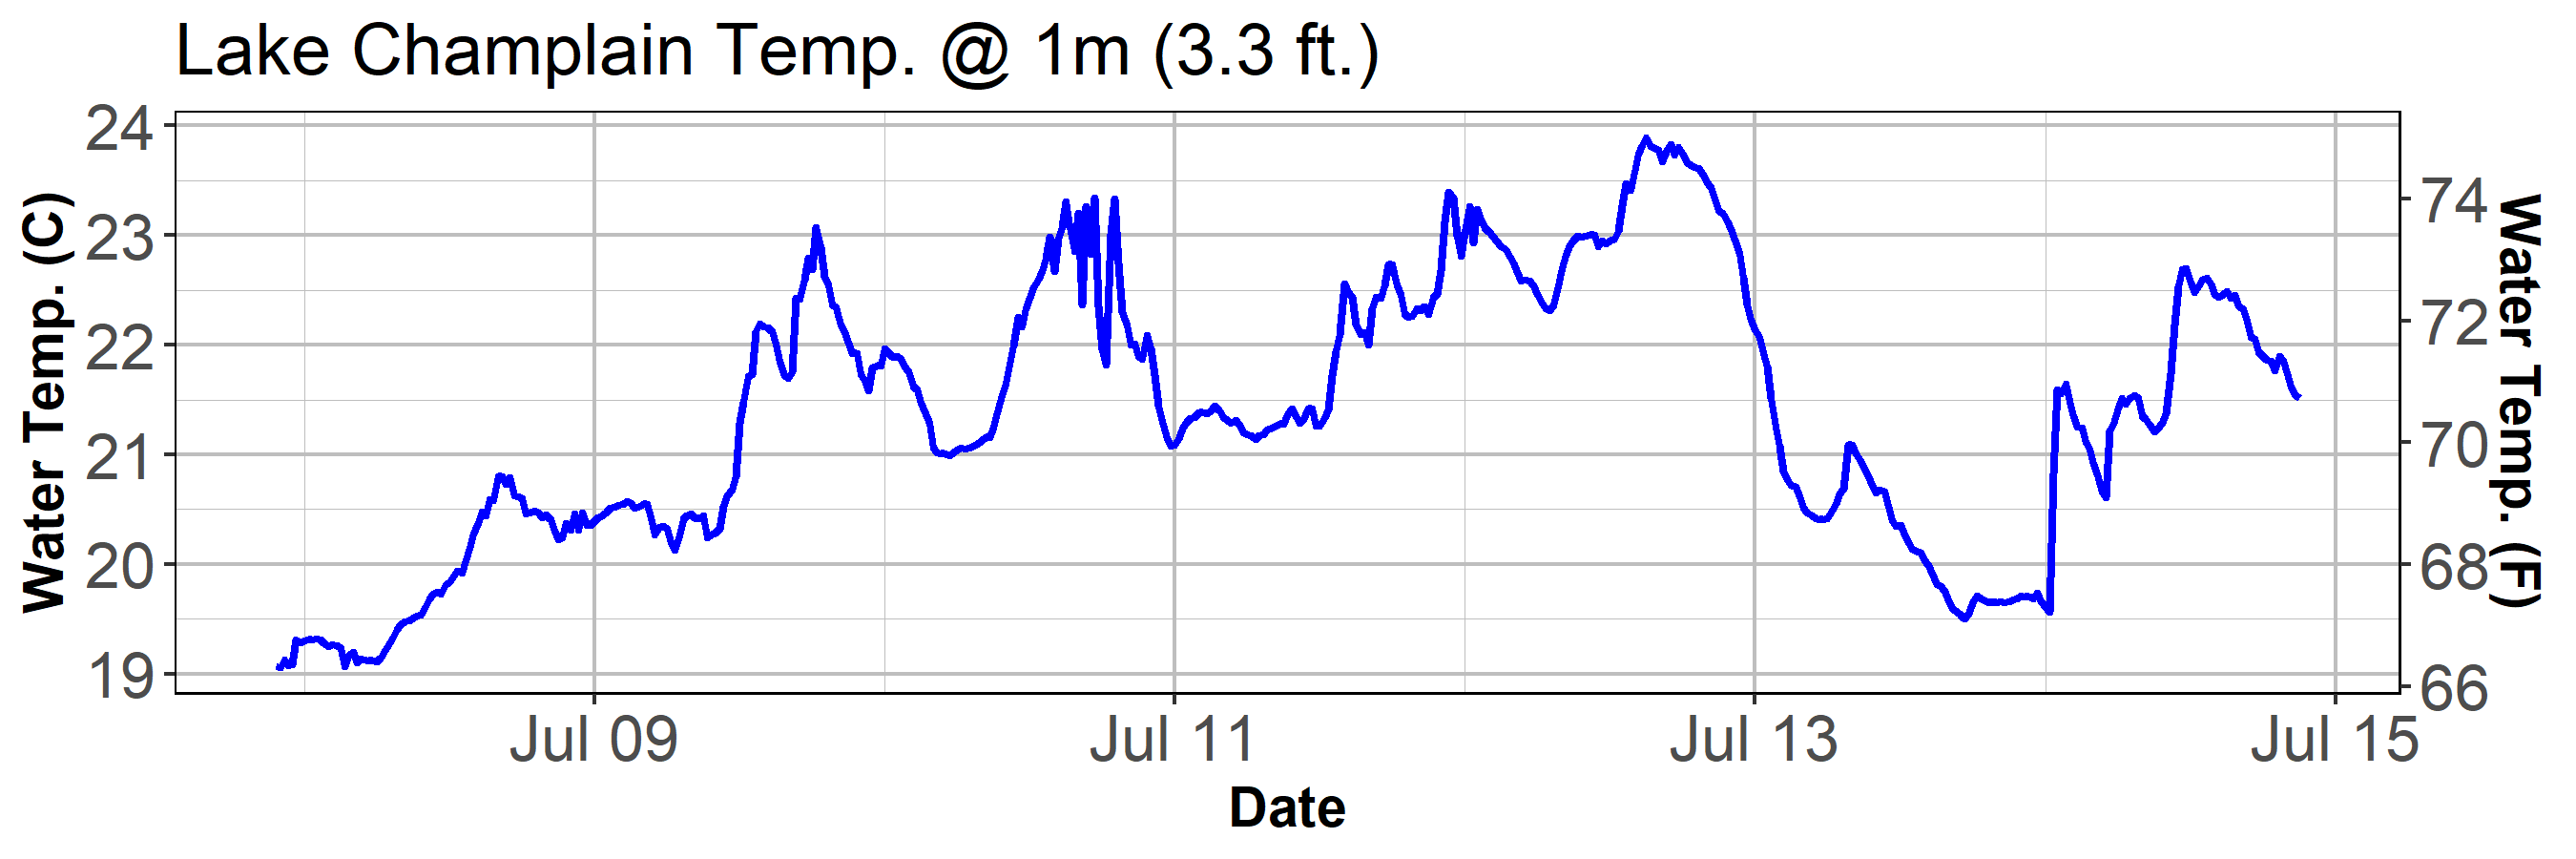 Lake Champlain Temp. @ 1m (3.3 ft.)
Water Temp. (C)
24
23
22
21
20
19
74
72
70
68
66
Water Temp. (F)
Jul 09 Jul 11 Jul 13 Jul 15
Date